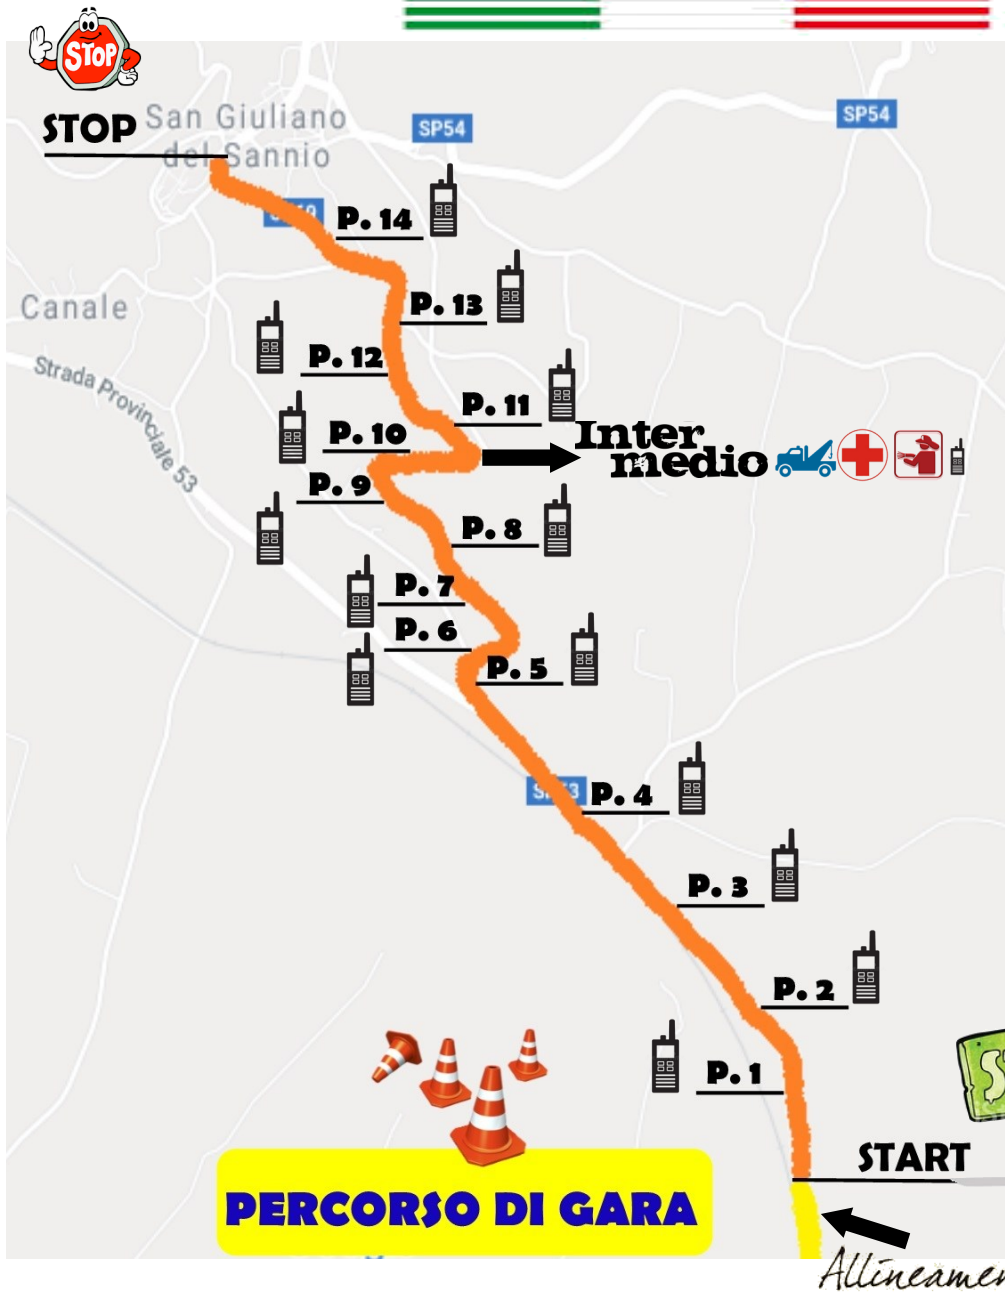 STOP
STOP
San Giuliano
del Sannio
SP54
SP54
P. 14
P. 13
Canale
P. 12
Strada Provinciale 53
P. 11
P. 10
Inter
medio
P. 9
P. 8
P. 7
P. 6
P. 5
P. 4
P. 3
P. 2
P. 1
START
PERCORSO DI GARA